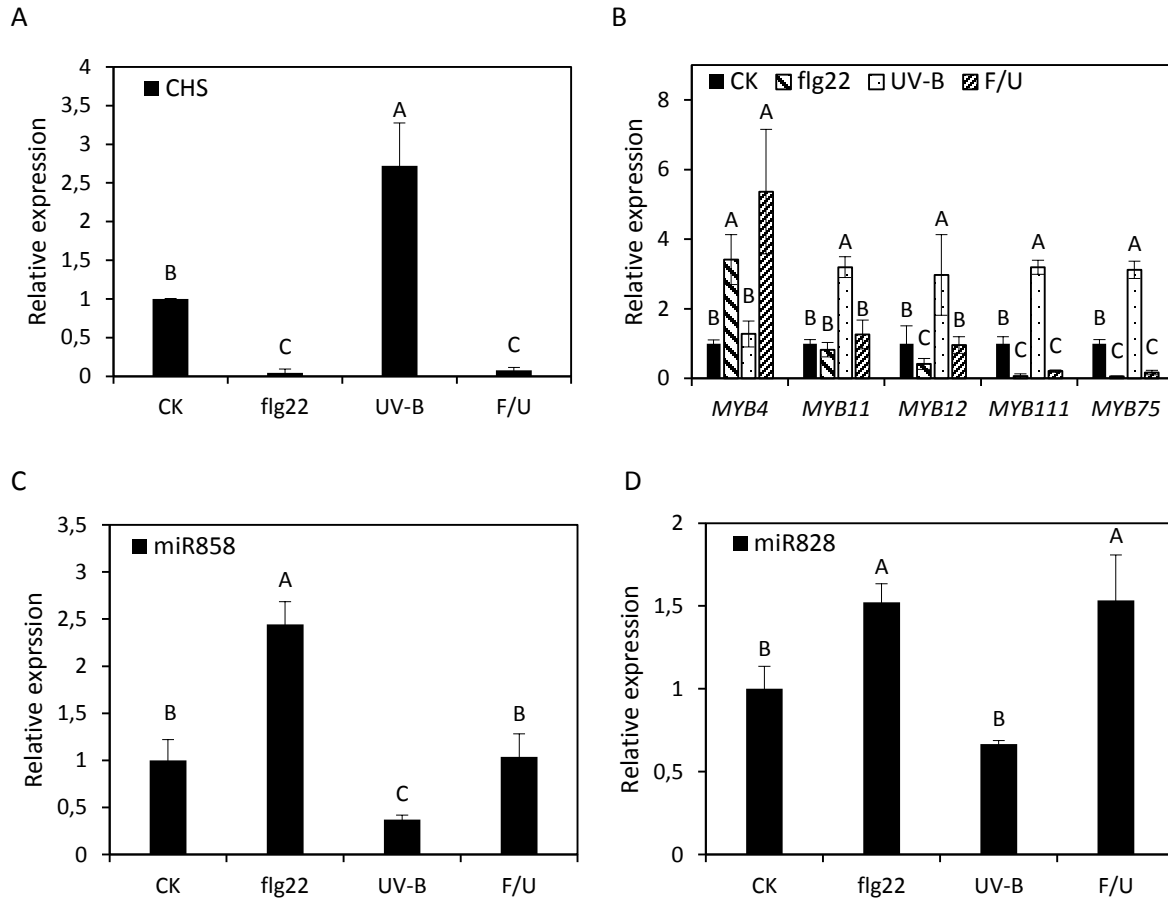 A
CHS
Relative expression
4
3,5
3
2,5
2
1,5
1
0,5
0
B
C
A
C
CK flg22 UV-B F/U
B
CK flg22 UV-B F/U
Relative expression
8
6
4
2
0
B A B A
B B A B
B C A B
B C A C
B C A C
MYB4 MYB11 MYB12 MYB111 MYB75
C
miR858
Relative exprssion
3,5
3
2,5
2
1,5
1
0,5
0
B
A
C
B
CK flg22 UV-B F/U
D
miR828
Relative expression
2
1,5
1
0,5
0
B
A
B
A
CK flg22 UV-B F/U